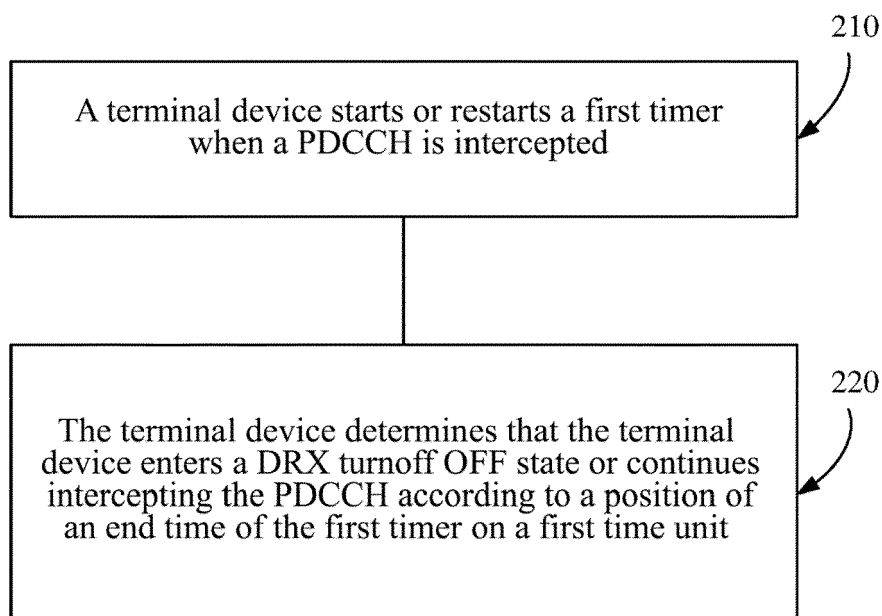 210
A terminal device starts or restarts a first timer
when a PDCCH is intercepted
220
The terminal device determines that the terminal
device enters a DRX turnoff OFF state or continues
intercepting the PDCCH according to a position of
an end time of the first timer on a first time unit